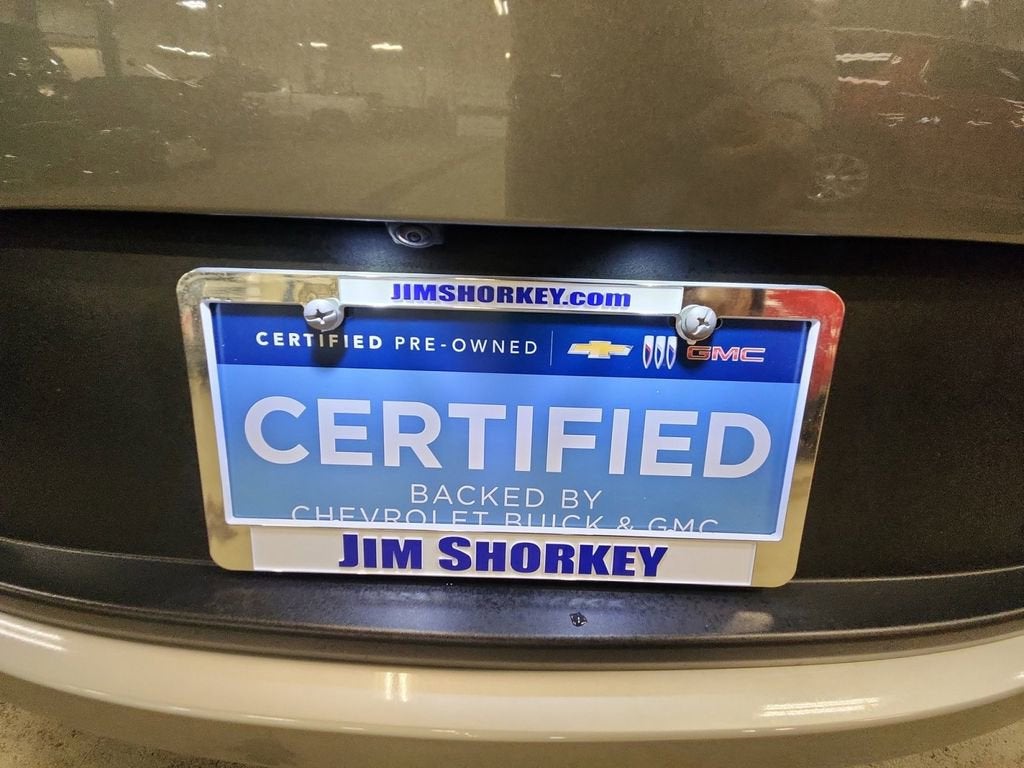 JIMSHORKEY.com
CERTIFIED PRE-OWNED GMC
CERTIFIED
BACKED BY
CHEVROLET BUICK & GMC
JIM SHORKEY